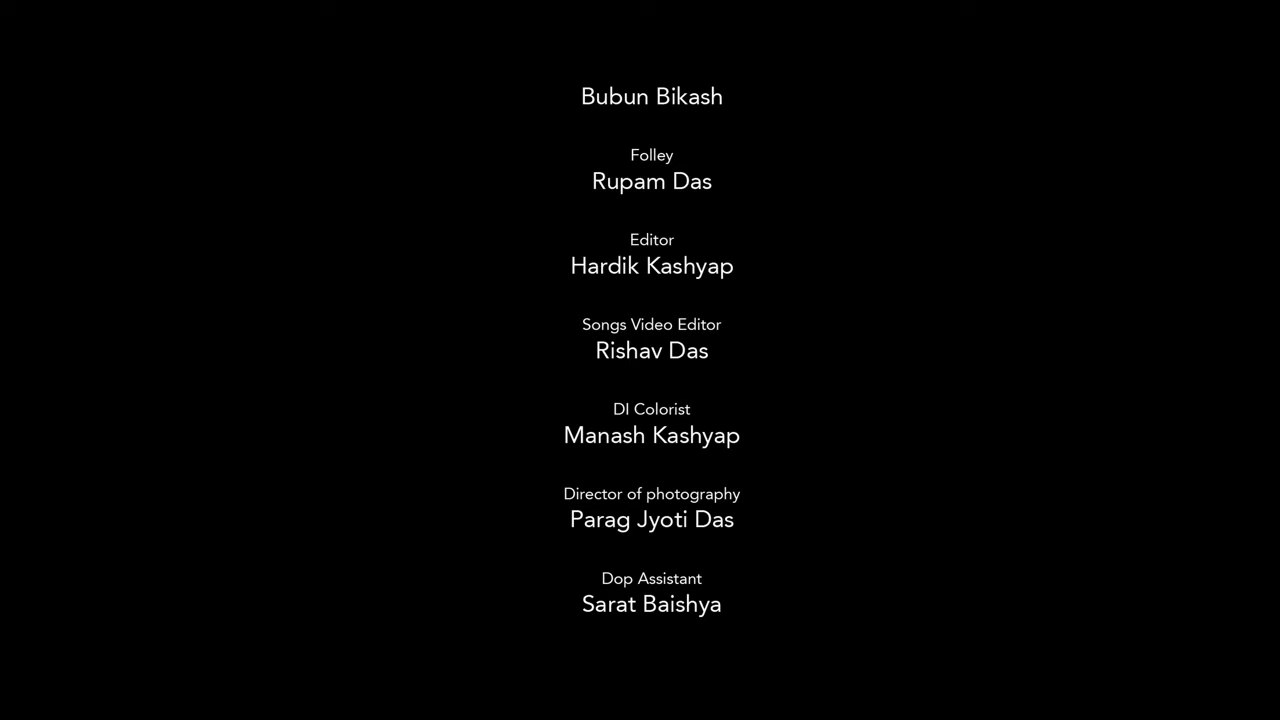 Bubun Bikash
Folley
Rupam Das
Editor
Hardik Kashyap
Songs Video Editor
Rishav Das
DI Colorist
Manash Kashyap
Director of photography
Parag Jyoti Das
Dop Assistant
Sarat Baishya